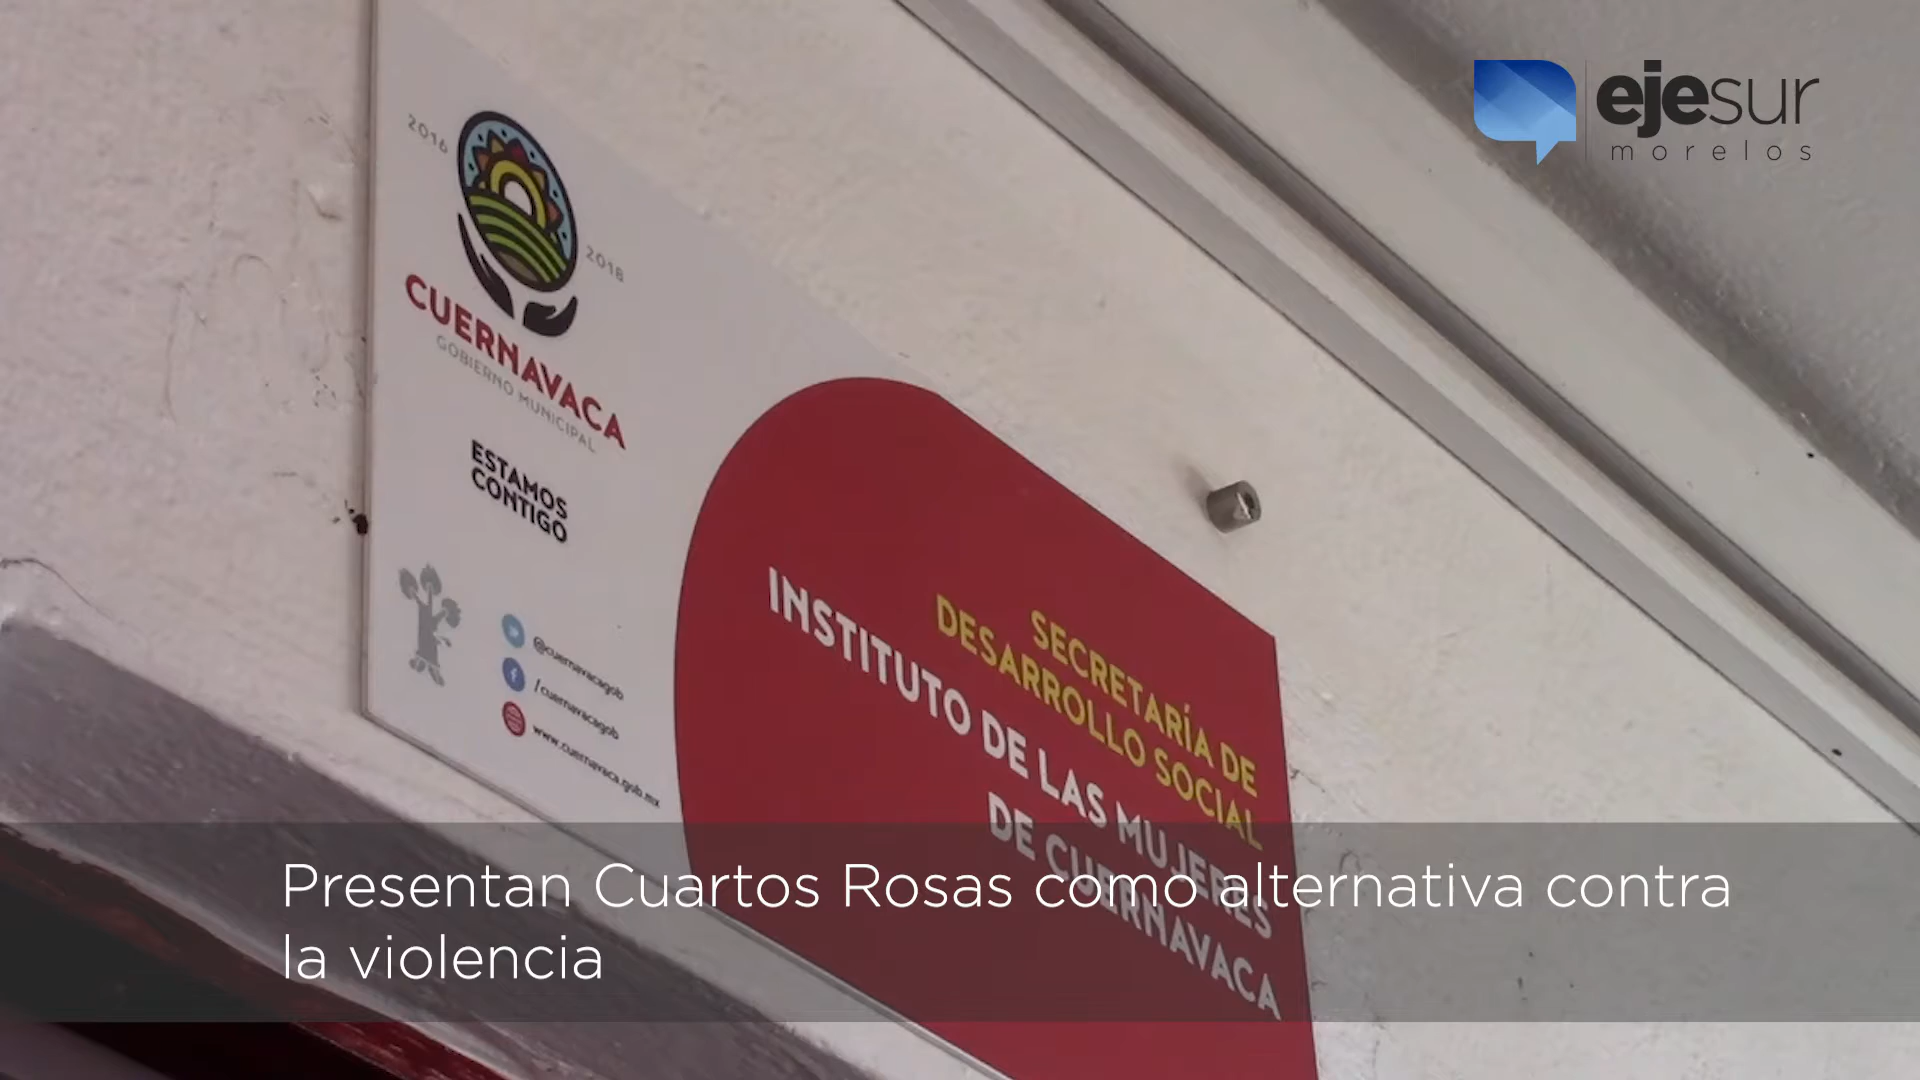 ejesur
morelos
2016
2018
CUERNAVACA
GOBIERNO MUNICIPAL
ESTAMOS
CONTIGO
@cuernavacagob
/cuernavacagob
www.cuernavaca.gob.mx
SECRETARÍA DE
DESARROLLO SOCIAL
INSTITUTO DE LAS MUJERES
DE CUERNAVACA
Presentan Cuartos Rosas como alternativa contra
la violencia